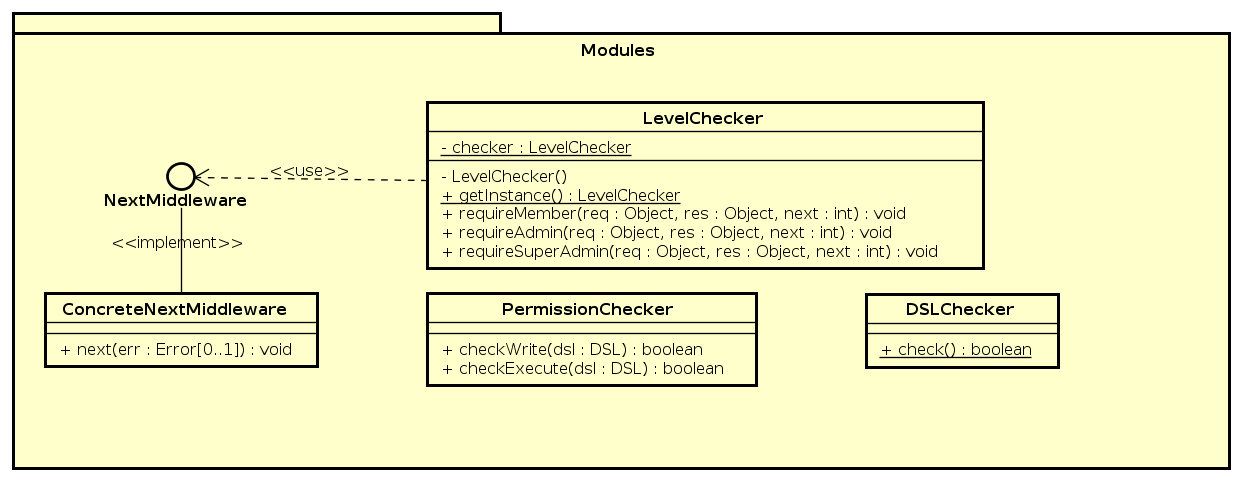 Modules
LevelChecker
- checker : LevelChecker
- LevelChecker()
+ getInstance() : LevelChecker
+ requireMember(req : Object, res : Object, next : int) : void
+ requireAdmin(req : Object, res : Object, next : int) : void
+ requireSuperAdmin(req : Object, res : Object, next : int) : void
<<use>>
NextMiddleware
<<implement>>
ConcreteNextMiddleware
+ next(err : Error[0..1]) : void
PermissionChecker
+ checkWrite(dsl : DSL) : boolean
+ checkExecute(dsl : DSL) : boolean
DSLChecker
+ check() : boolean